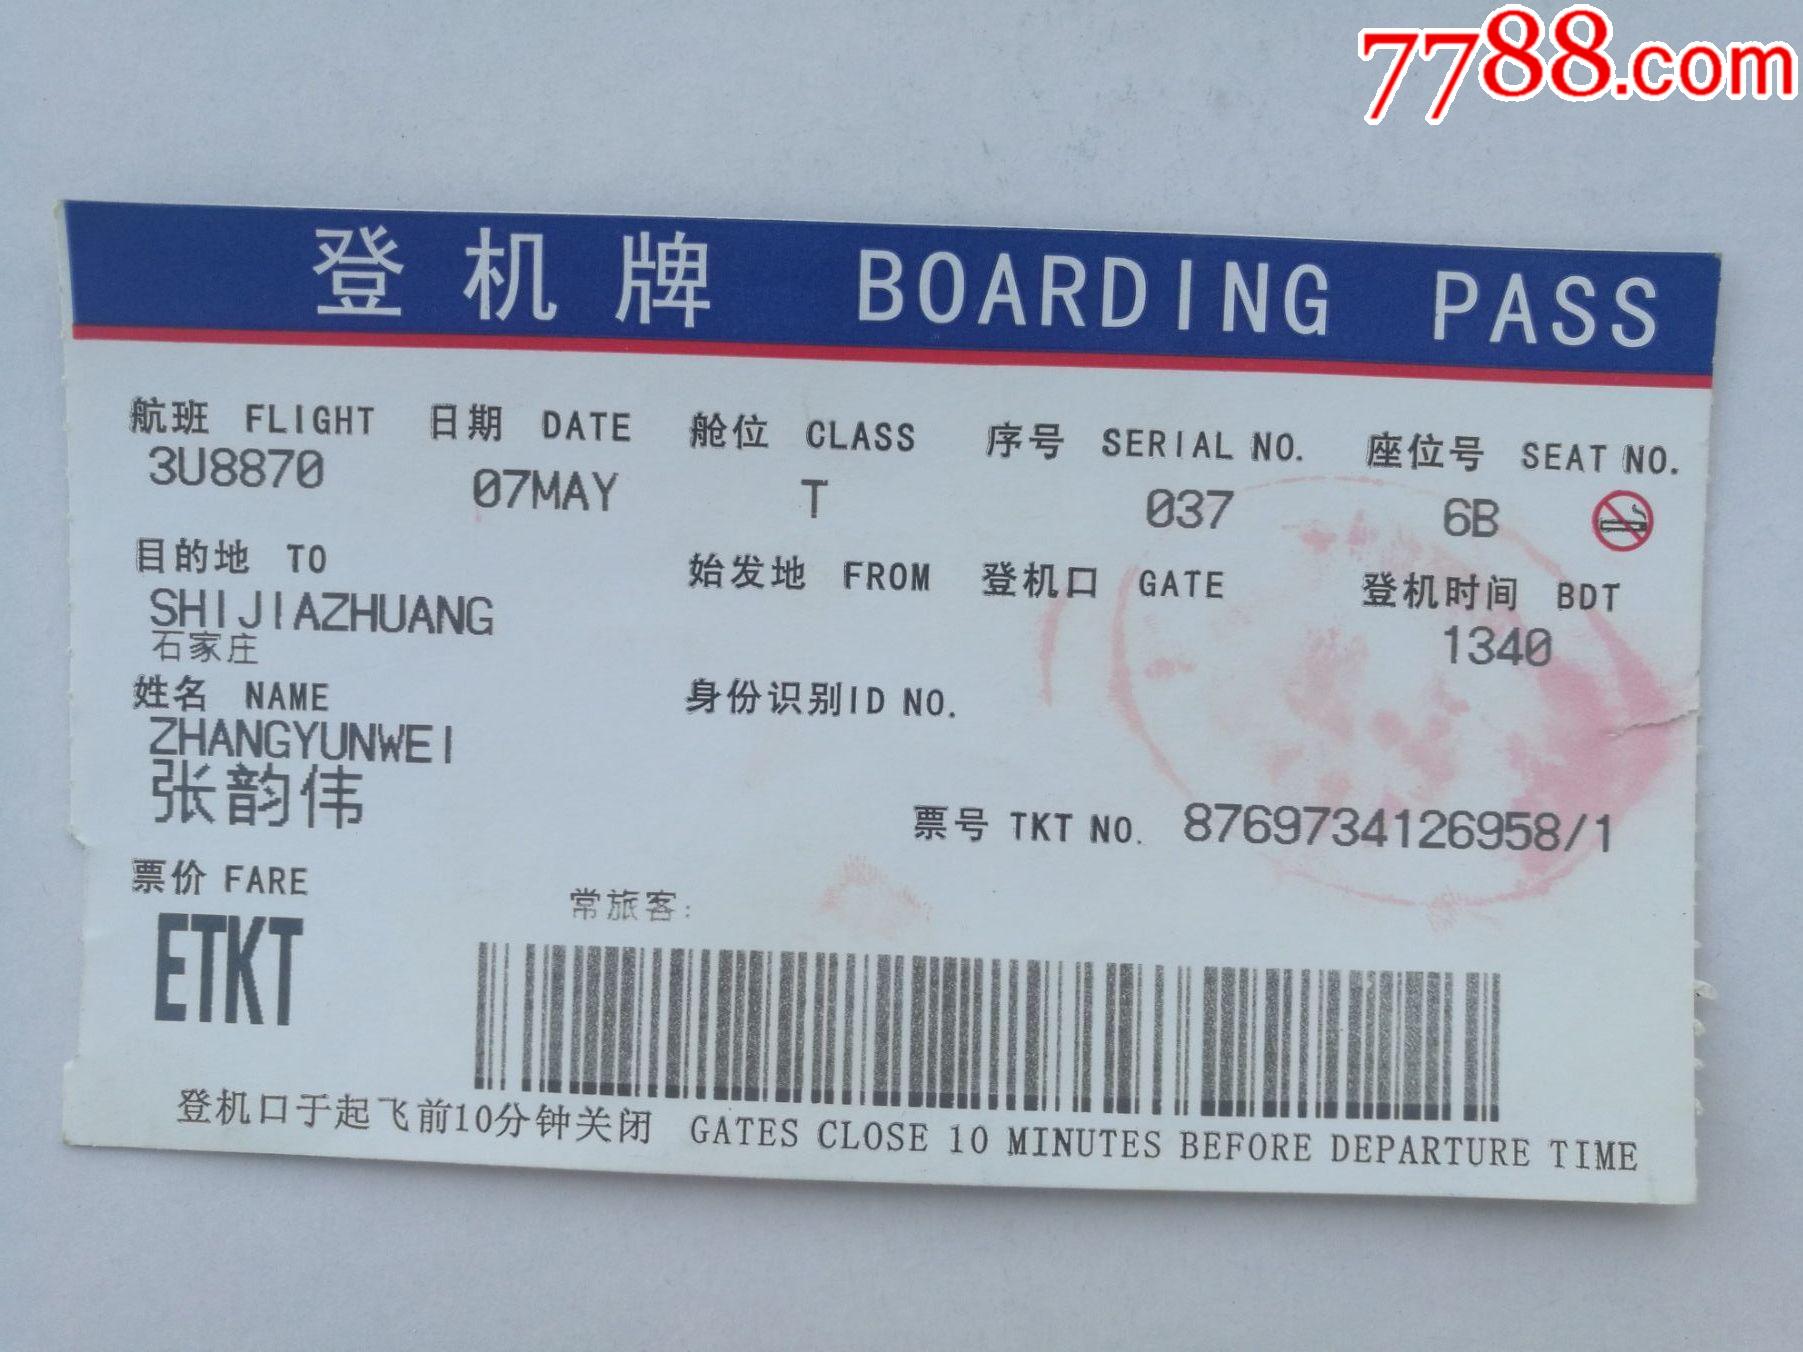 7788.com
登机牌 BOARDING PASS
航班 FLIGHT 日期 DATE 舱位 CLASS 序号 SERIAL NO. 座位号 SEAT NO.
3U8870 07MAY T 037 6B
目的地 TO 始发地 FROM 登机口 GATE 登机时间 BDT
SHIJIAZHUANG 1340
石家庄
姓名 NAME 身份识别ID NO.
ZHANGYUNWEI
张韵伟
票号 TKT NO. 8769734126958/1
票价 FARE
常旅客:
ETKT
登机口于起飞前10分钟关闭 GATES CLOSE 10 MINUTES BEFORE DEPARTURE TIME